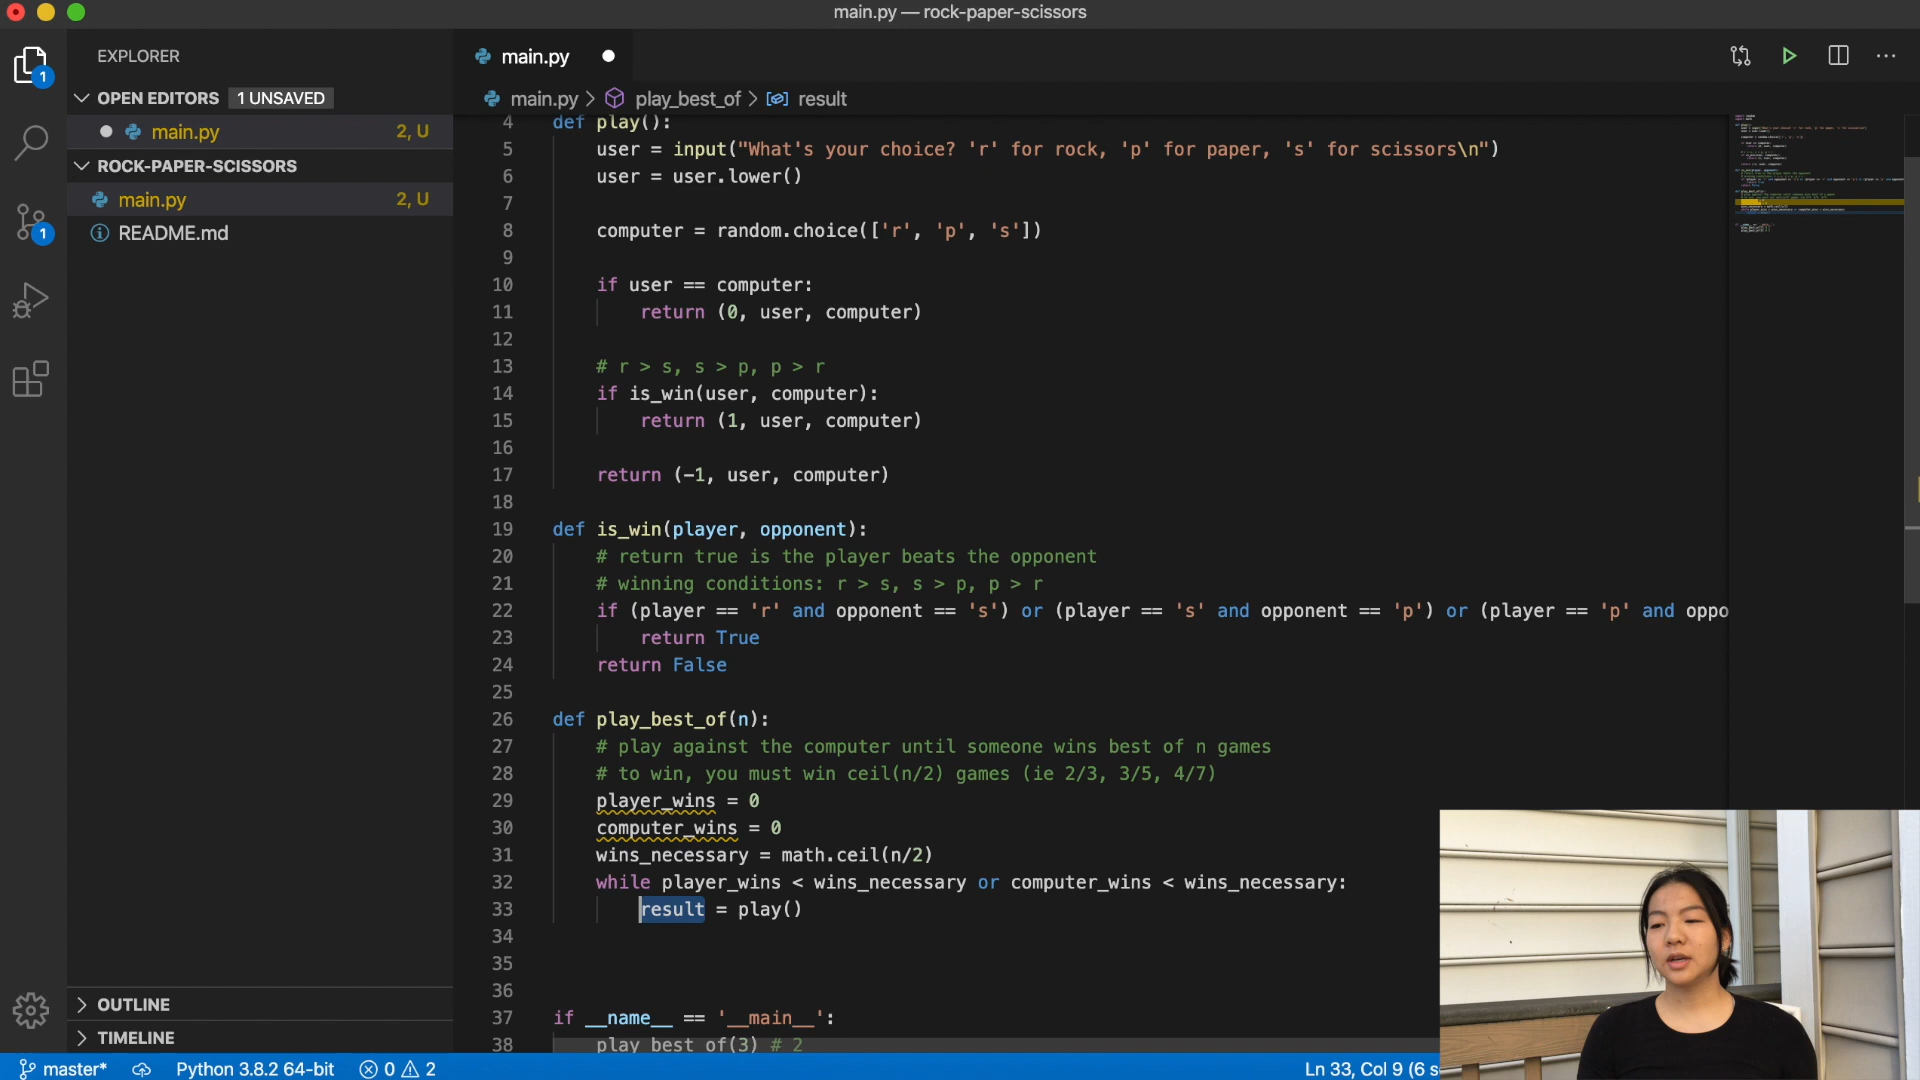 main.py — rock-paper-scissors
EXPLORER
OPEN EDITORS 1 UNSAVED
main.py 2, U
ROCK-PAPER-SCISSORS
main.py 2, U
README.md
OUTLINE
TIMELINE
1
1
main.py
main.py > play_best_of > result
4 def play():
5 user = input("What's your choice? 'r' for rock, 'p' for paper, 's' for scissors\n")
6 user = user.lower()
7
8 computer = random.choice(['r', 'p', 's'])
9
10 if user == computer:
11 return (0, user, computer)
12
13 # r > s, s > p, p > r
14 if is_win(user, computer):
15 return (1, user, computer)
16
17 return (-1, user, computer)
18
19 def is_win(player, opponent):
20 # return true is the player beats the opponent
21 # winning conditions: r > s, s > p, p > r
22 if (player == 'r' and opponent == 's') or (player == 's' and opponent == 'p') or (player == 'p' and oppo
23 return True
24 return False
25
26 def play_best_of(n):
27 # play against the computer until someone wins best of n games
28 # to win, you must win ceil(n/2) games (ie 2/3, 3/5, 4/7)
29 player_wins = 0
30 computer_wins = 0
31 wins_necessary = math.ceil(n/2)
32 while player_wins < wins_necessary or computer_wins < wins_necessary:
33 result = play()
34
35
36
37 if __name__ == '__main__':
38 play_best_of(3) # 2
master* Python 3.8.2 64-bit 0 2 Ln 33, Col 9 (6 s